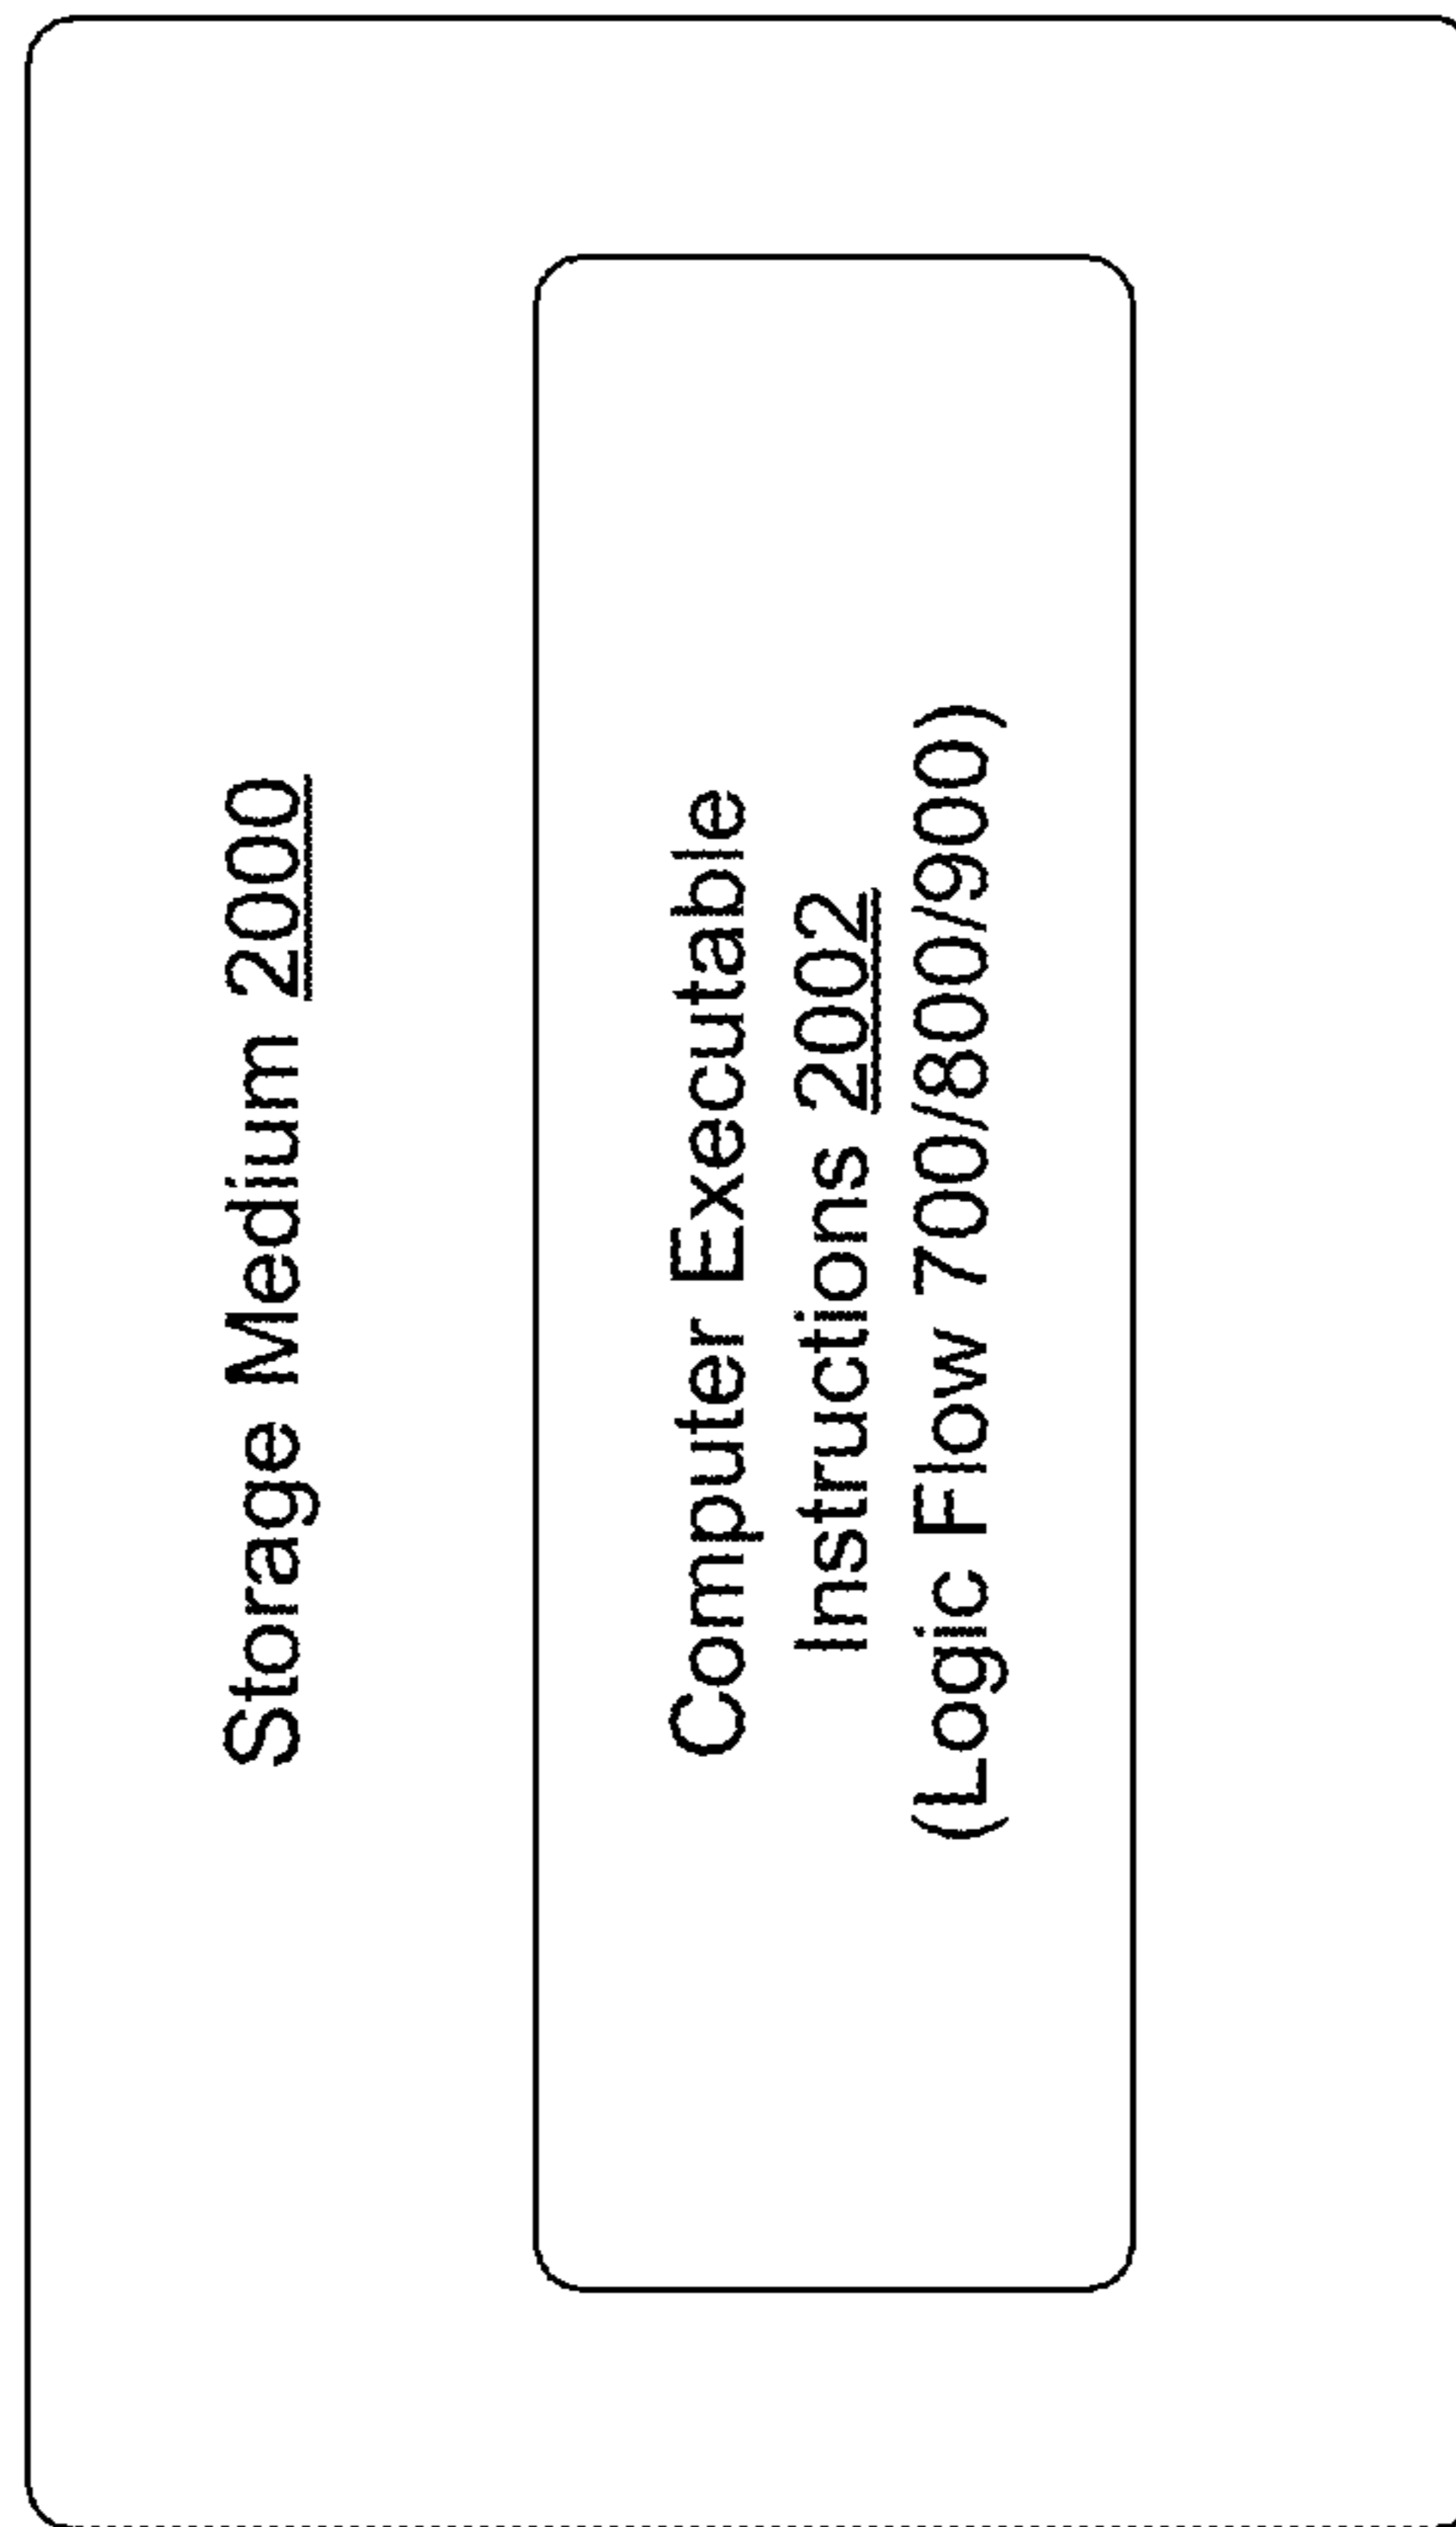 Storage Medium 2000
Computer Executable
Instructions 2002
(Logic Flow 700/800/900)